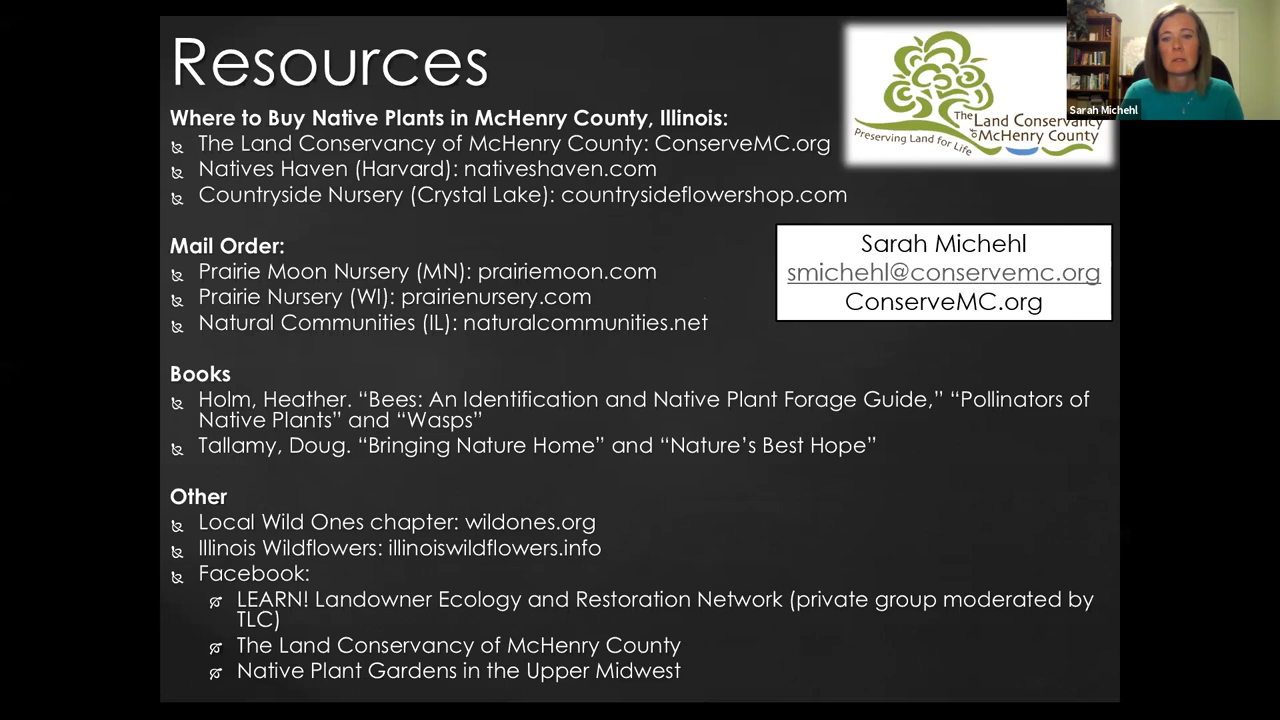 Resources
Where to Buy Native Plants in McHenry County, Illinois:
The Land Conservancy of McHenry County: ConserveMC.org
Natives Haven (Harvard): nativeshaven.com
Countryside Nursery (Crystal Lake): countrysideflowershop.com
Mail Order:
Prairie Moon Nursery (MN): prairiemoon.com
Prairie Nursery (WI): prairienursery.com
Natural Communities (IL): naturalcommunities.net
Books
Holm, Heather. “Bees: An Identification and Native Plant Forage Guide,” “Pollinators of
Native Plants” and “Wasps”
Tallamy, Doug. “Bringing Nature Home” and “Nature’s Best Hope”
Other
Local Wild Ones chapter: wildones.org
Illinois Wildflowers: illinoiswildflowers.info
Facebook:
LEARN! Landowner Ecology and Restoration Network (private group moderated by
TLC)
The Land Conservancy of McHenry County
Native Plant Gardens in the Upper Midwest
The Land Conservancy
of McHenry County
Preserving Land for Life
Sarah Michehl
smichehl@conservemc.org
ConserveMC.org
Sarah Michehl